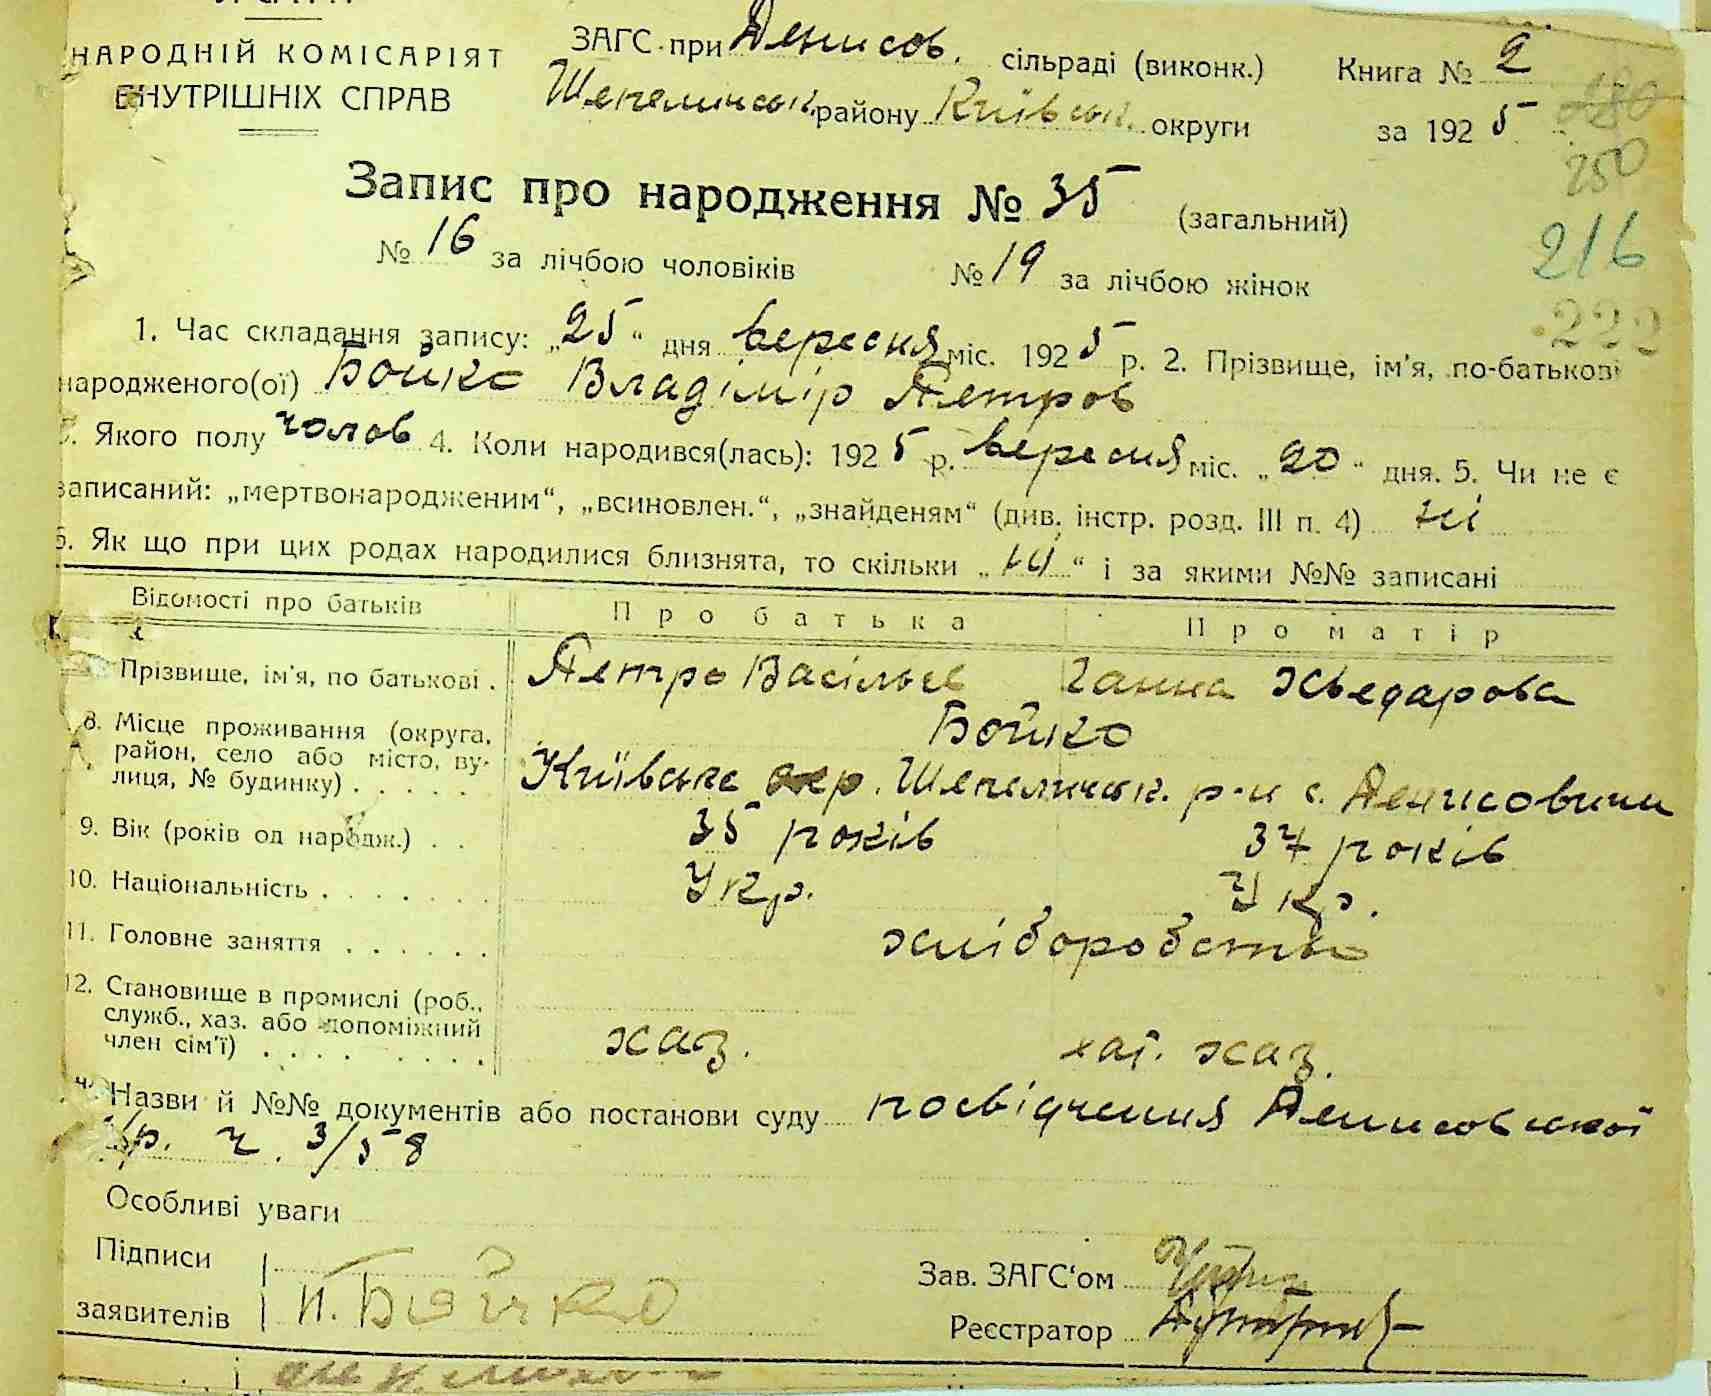 НАРОДНІЙ КОМІСАРІЯТ
ВНУТРІШНІХ СПРАВ
ЗАГС при Денисов. сільраді (виконк.) Книга № 2
Шепелицьк. району Київськ. округи за 1925
180
250
216
222
Запис про народження № 35 (загальний)
№ 16 за лічбою чоловіків № 19 за лічбою жінок
1. Час складання запису: „25" дня вересня міс. 1925 р. 2. Прізвище, ім'я, по-батькові
народженого(ої) Бойко Владімір Петров
3. Якого полу чолов 4. Коли народився(лась): 1925 р. вересня міс. „20" дня. 5. Чи не є
записаний: „мертвонародженим", „всиновлен.", „знайденям" (див. інстр. розд. III п. 4) ні
6. Як що при цих родах народилися близнята, то скільки „ні" і за якими №№ записані
Відомості про батьків Про батька Про матір
Прізвище, ім'я, по батькові . Петро Васільєв Ганна Хведарова
Бойко
8. Місце проживання (округа, район, село або місто, вулиця, № будинку) . . . . . Київське окр. Шепелицьк. р-н с. Денисовичи
9. Вік (років од народж.) . . 35 років 37 років
10. Національність . . . . . . . Укр. Укр.
11. Головне заняття . . . . . . хліборобство
12. Становище в промислі (роб., служб., хаз. або допоміжний член сім'ї) . . . . . . . . . хаз. хат. хаз.
Назви й №№ документів або постанови суду посвідчення Денисовської
с/р. ч. 3/58
Особливі уваги
Підписи
заявителів П. Бойко
Зав. ЗАГС'ом
Реєстратор